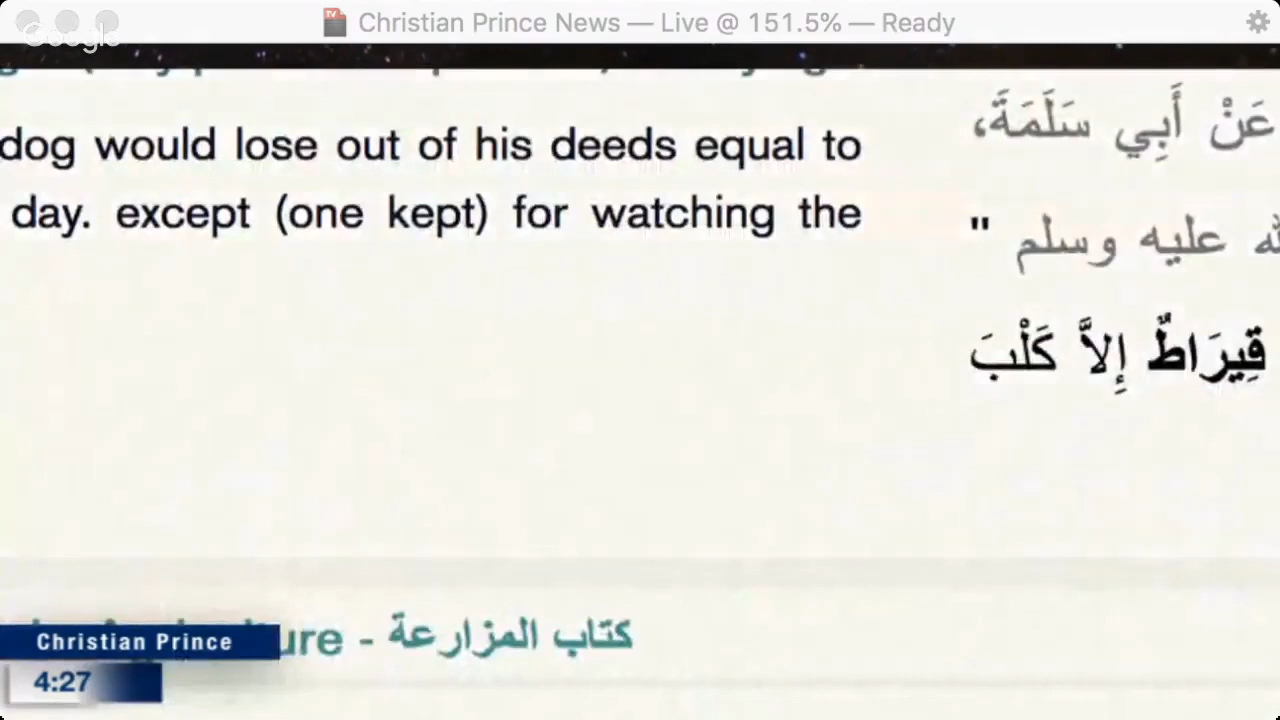 Christian Prince News — Live @ 151.5% — Ready
Google
dog would lose out of his deeds equal to
day. except (one kept) for watching the
عَنْ أَبِي سَلَمَةَ،
عليه وسلم "
قِيرَاطٌ إِلاَّ كَلْبَ
كتاب المزارعة -
Christian Prince
4:27